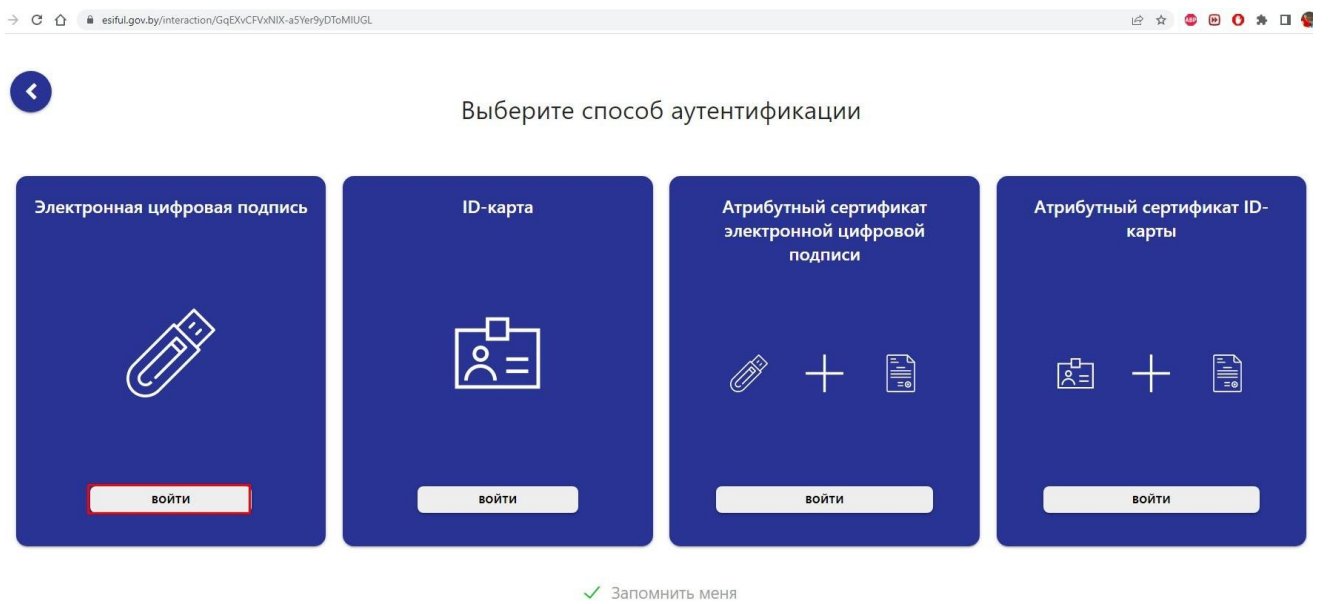 esiful.gov.by/interaction/GqEXvCFVxNIX-a5Yer9yDToMIUGL
ABP
Выберите способ аутентификации
Электронная цифровая подпись
ID-карта
Атрибутный сертификат
электронной цифровой
подписи
Атрибутный сертификат ID-
карты
ВОЙТИ
ВОЙТИ
ВОЙТИ
ВОЙТИ
Запомнить меня